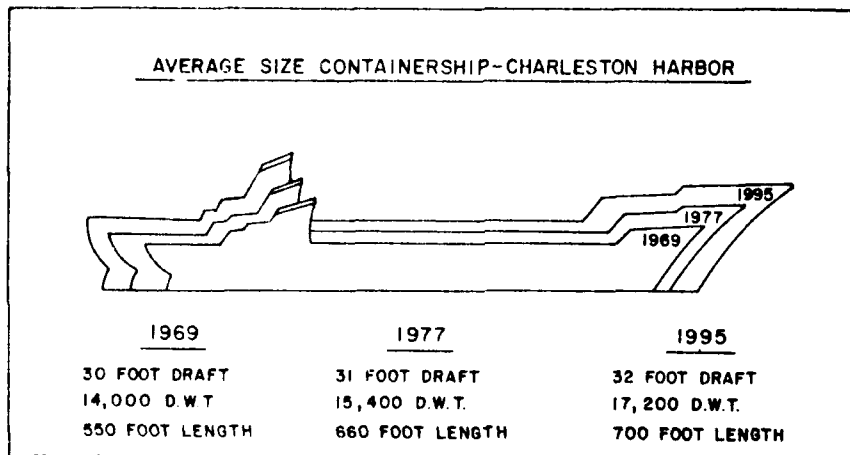 AVERAGE SIZE CONTAINERSHIP-CHARLESTON HARBOR
1995
1977
1969
1969 1977 1995
30 FOOT DRAFT 31 FOOT DRAFT 32 FOOT DRAFT
14,000 D.W.T 15,400 D.W.T. 17,200 D.W.T.
550 FOOT LENGTH 660 FOOT LENGTH 700 FOOT LENGTH